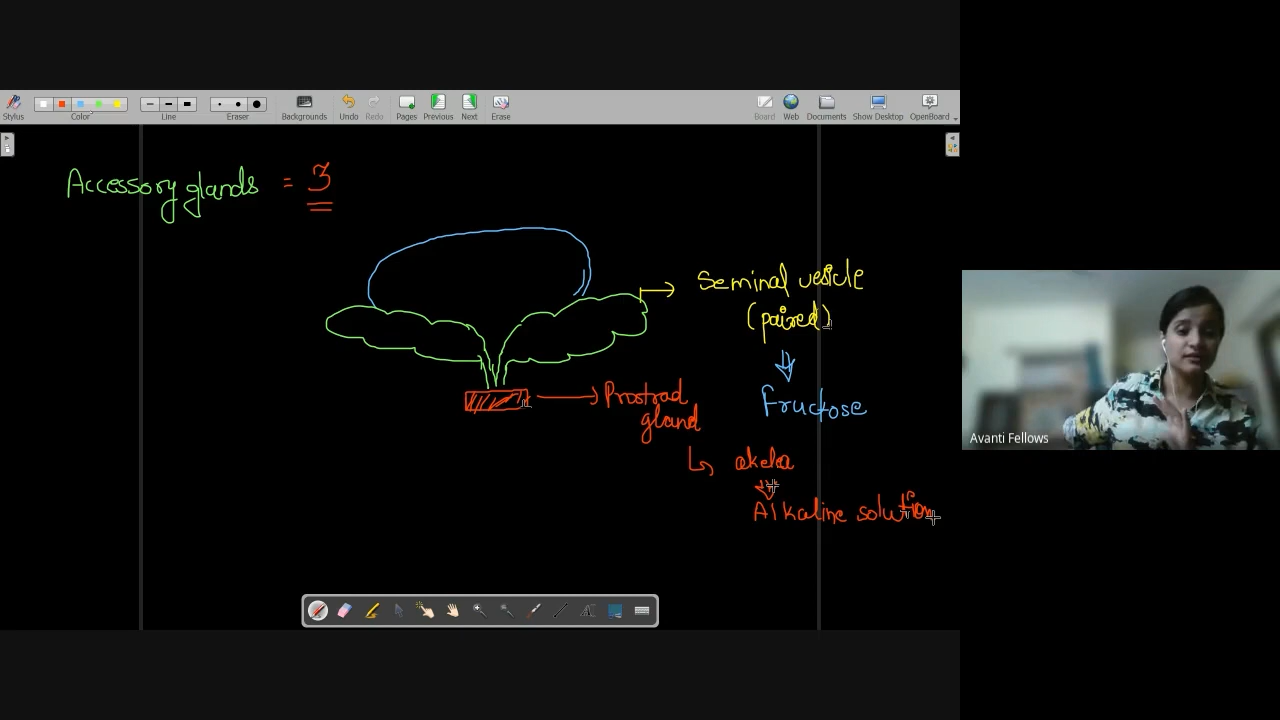 Stylus
Color
Line
Eraser
Backgrounds
Undo
Redo
Pages
Previous
Next
Erase
Board
Web
Documents
Show Desktop
OpenBoard
Accessory glands = 3
Seminal vesicle
(paired)
Fructose
Prostrad
gland
akela
Alkaline solution
Avanti Fellows